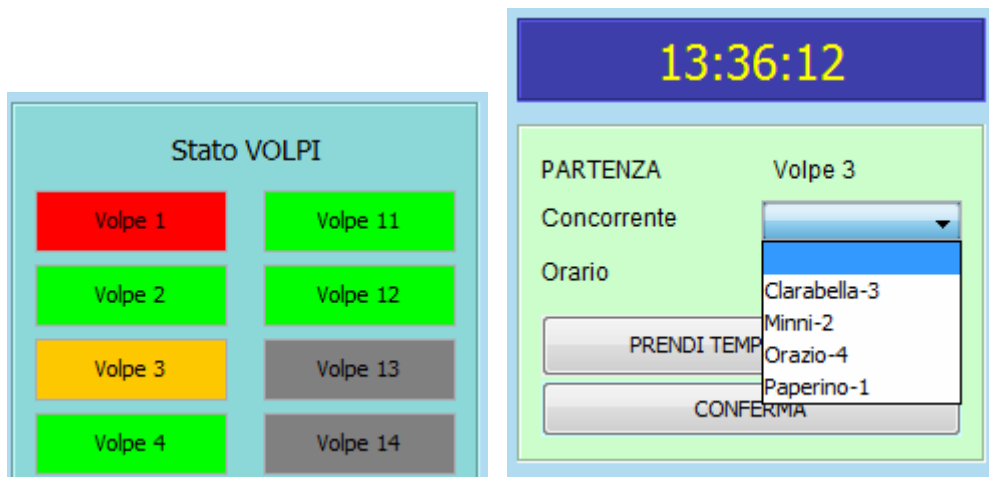 Stato VOLPI
Volpe 1
Volpe 11
Volpe 2
Volpe 12
Volpe 3
Volpe 13
Volpe 4
Volpe 14
13:36:12
PARTENZA Volpe 3
Concorrente
Orario
Clarabella-3
Minni-2
Orazio-4
Paperino-1
PRENDI TEMP
CONFERMA